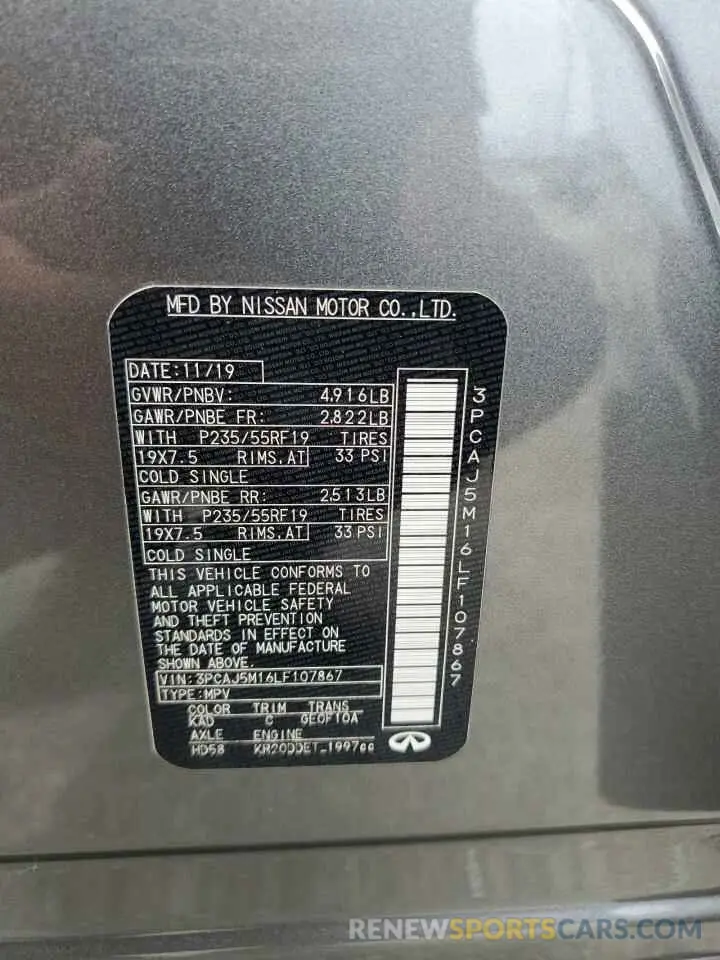 MFD BY NISSAN MOTOR CO.,LTD.
DATE:11/19
GVWR/PNBV: 4,916LB
GAWR/PNBE FR: 2,822LB
WITH P235/55RF19 TIRES
19X7.5 RIMS.AT 33 PSI
COLD SINGLE
GAWR/PNBE RR: 2,513LB
WITH P235/55RF19 TIRES
19X7.5 RIMS.AT 33 PSI
COLD SINGLE
THIS VEHICLE CONFORMS TO
ALL APPLICABLE FEDERAL
MOTOR VEHICLE SAFETY
AND THEFT PREVENTION
STANDARDS IN EFFECT ON
THE DATE OF MANUFACTURE
SHOWN ABOVE.
VIN:3PCAJ5M16LF107867
TYPE:MPV
COLOR TRIM TRANS
KAD C GE0F10A
AXLE ENGINE
HD58 KR20DDET-1997cc
3PCAJ5M16LF107867
RENEWSPORTSCARS.COM